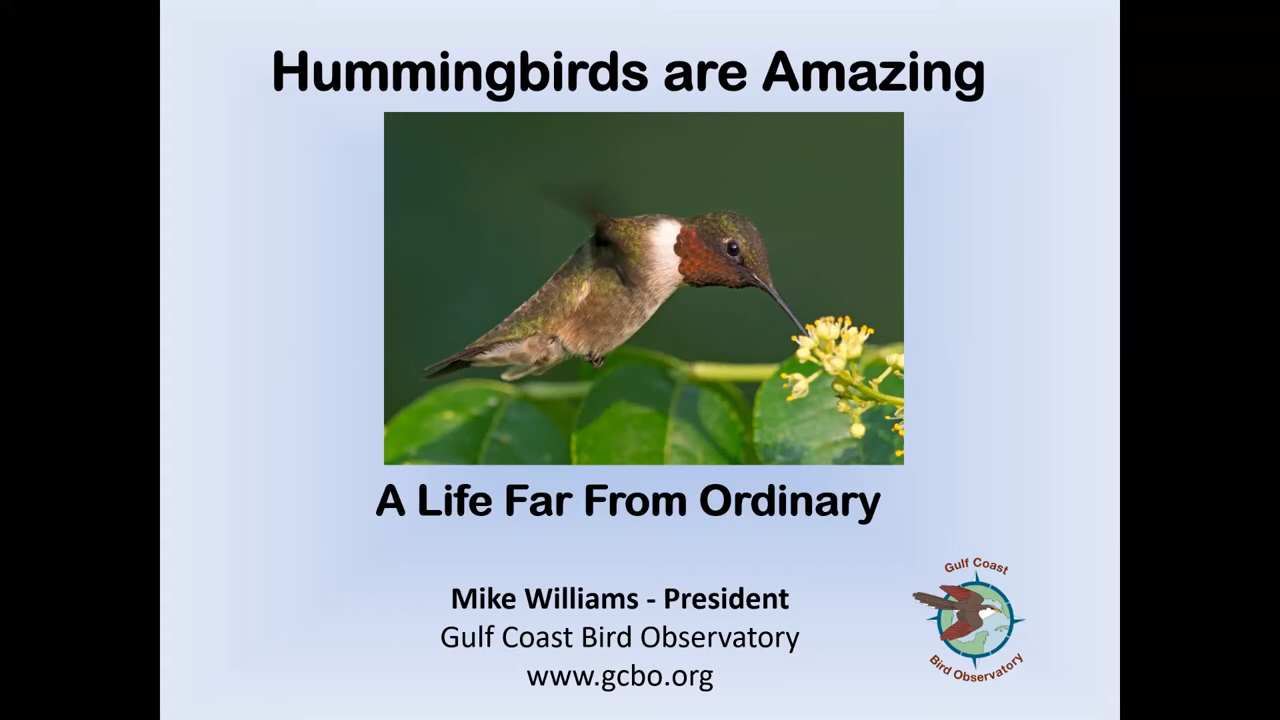 Hummingbirds are Amazing
A Life Far From Ordinary
Mike Williams - President
Gulf Coast Bird Observatory
www.gcbo.org
Gulf Coast
Bird Observatory